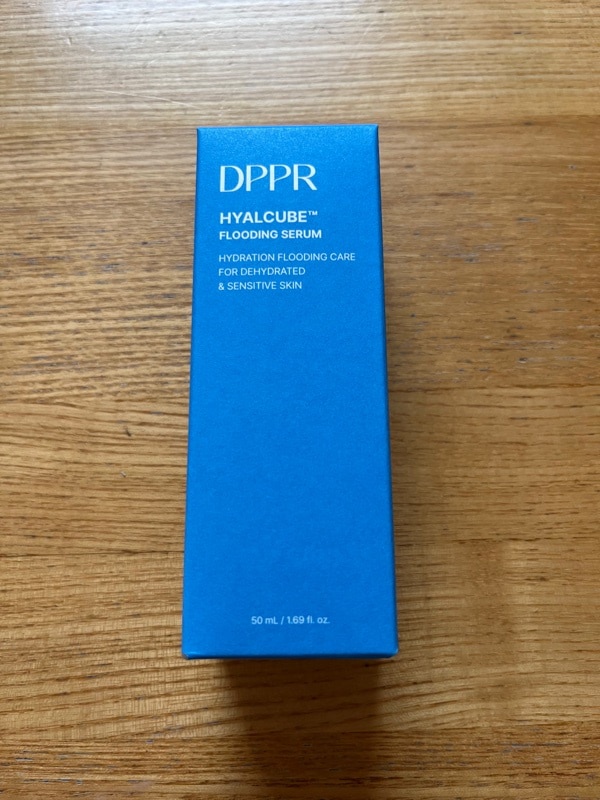 DPPR
HYALCUBE™
FLOODING SERUM
HYDRATION FLOODING CARE
FOR DEHYDRATED
& SENSITIVE SKIN
50 mL / 1.69 fl. oz.